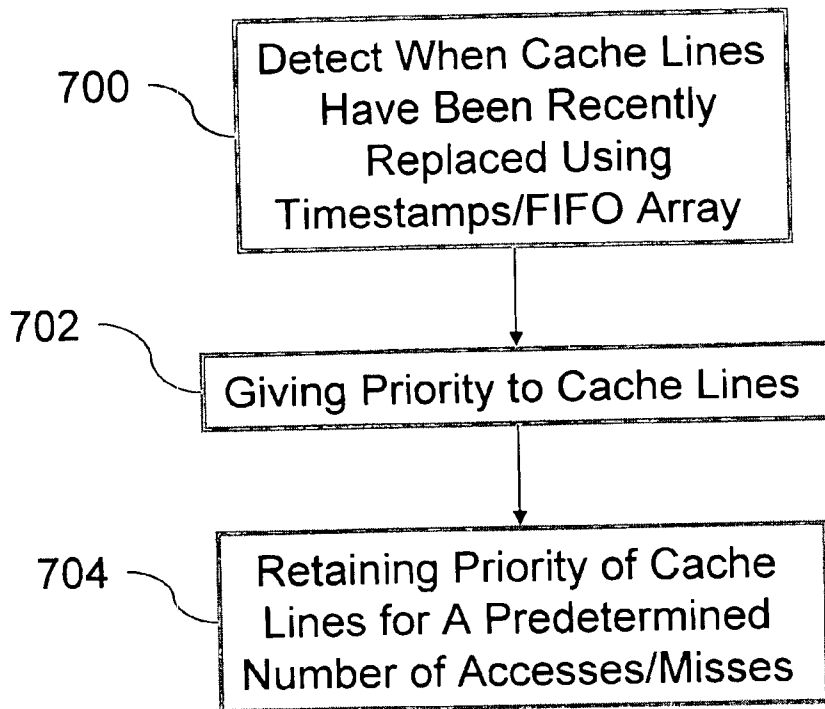 700
Detect When Cache Lines
Have Been Recently
Replaced Using
Timestamps/FIFO Array
702
Giving Priority to Cache Lines
704
Retaining Priority of Cache
Lines for A Predetermined
Number of Accesses/Misses